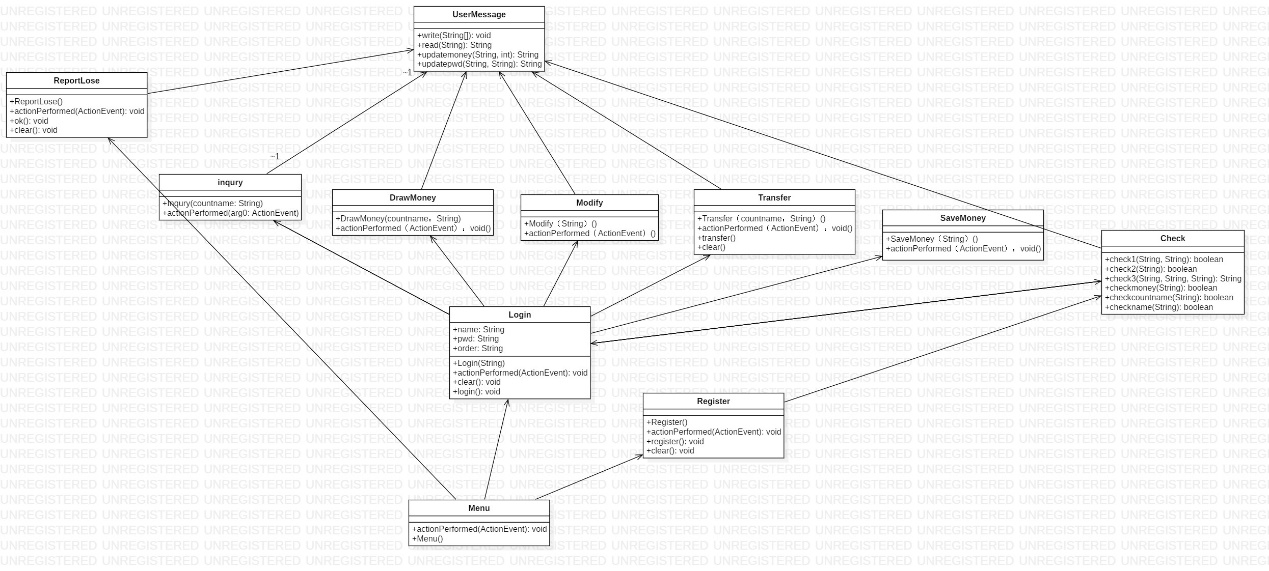 UserMessage
+write(String[]): void
+read(String): String
+updatemoney(String, int): String
+updatepwd(String, String): String
~1
ReportLose
+ReportLose()
+actionPerformed(ActionEvent): void
+ok(): void
+clear(): void
~1
inqury
+Inqury(countname: String)
+actionPerformed(arg0: ActionEvent)
DrawMoney
+DrawMoney(countname，String)
+actionPerformed（ActionEvent），void()
Modify
+Modify（String）()
+actionPerformed（ActionEvent）()
Transfer
+Transfer（countname，String）()
+actionPerformed（ActionEvent），void()
+transfer()
+clear()
SaveMoney
+SaveMoney（String）()
+actionPerformed（ActionEvent），void()
Check
+check1(String, String): boolean
+check2(String): boolean
+check3(String, String, String): String
+checkmoney(String): boolean
+checkcountname(String): boolean
+checkname(String): boolean
Login
+name: String
+pwd: String
+order: String
+Login(String)
+actionPerformed(ActionEvent): void
+clear(): void
+login(): void
Register
+Register()
+actionPerformed(ActionEvent): void
+register(): void
+clear(): void
Menu
+actionPerformed(ActionEvent): void
+Menu()
UNREGISTERED